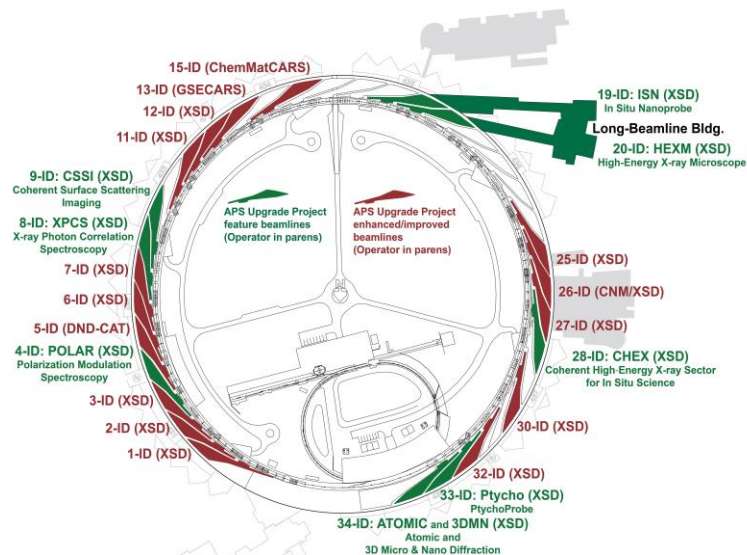 15-ID (ChemMatCARS)
13-ID (GSECARS)
12-ID (XSD)
11-ID (XSD)
9-ID: CSSI (XSD)
Coherent Surface Scattering
Imaging
8-ID: XPCS (XSD)
X-ray Photon Correlation
Spectroscopy
7-ID (XSD)
6-ID (XSD)
5-ID (DND-CAT)
4-ID: POLAR (XSD)
Polarization Modulation
Spectroscopy
3-ID (XSD)
2-ID (XSD)
1-ID (XSD)
APS Upgrade Project
feature beamlines
(Operator in parens)
APS Upgrade Project
enhanced/improved
beamlines
(Operator in parens)
19-ID: ISN (XSD)
In Situ Nanoprobe
Long-Beamline Bldg.
20-ID: HEXM (XSD)
High-Energy X-ray Microscope
25-ID (XSD)
26-ID (CNM/XSD)
27-ID (XSD)
28-ID: CHEX (XSD)
Coherent High-Energy X-ray Sector
for In Situ Science
30-ID (XSD)
32-ID (XSD)
33-ID: Ptycho (XSD)
PtychoProbe
34-ID: ATOMIC and 3DMN (XSD)
Atomic and
3D Micro & Nano Diffraction